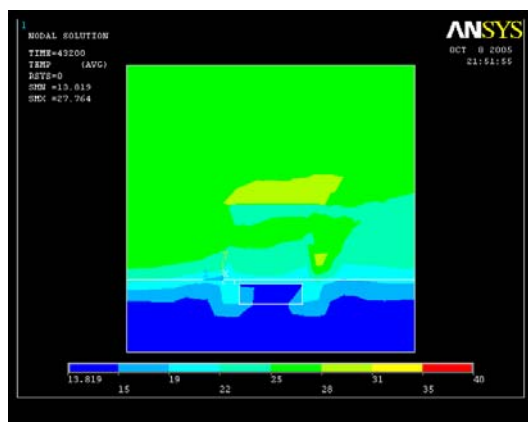 1
NODAL SOLUTION
TIME=49200
TEMP (AVG)
RSYS=0
SMN =13.819
SMX =27.764
ANSYS
OCT 8 2005
21:51:55
13.819 19 22 25 31 40
15 28 35